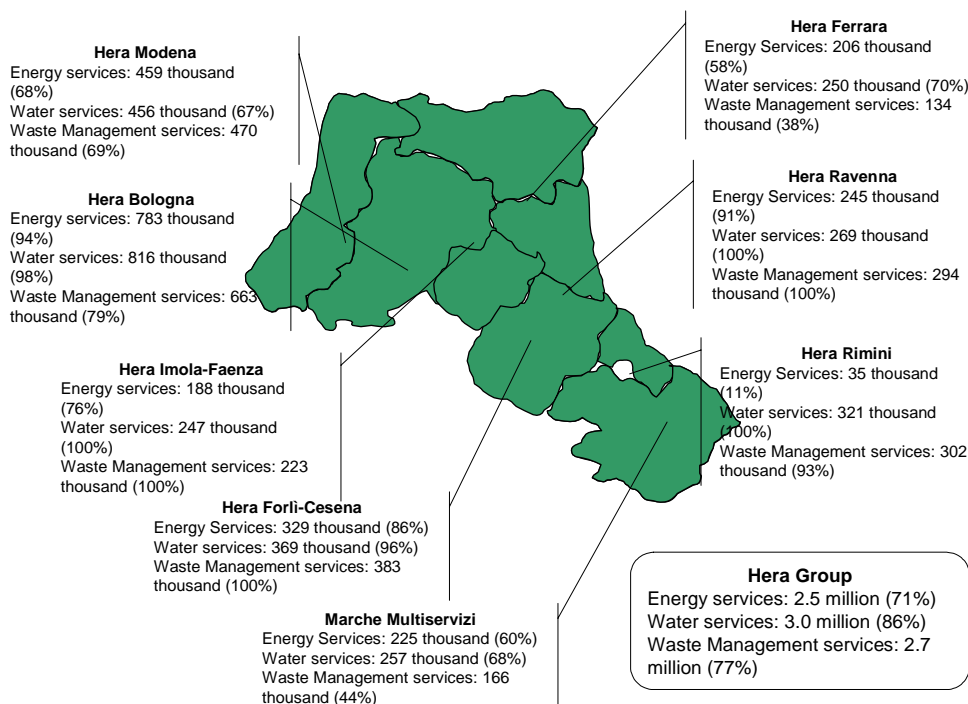 Hera Modena
Energy services: 459 thousand
(68%)
Water services: 456 thousand (67%)
Waste Management services: 470
thousand (69%)
Hera Ferrara
Energy Services: 206 thousand
(58%)
Water services: 250 thousand (70%)
Waste Management services: 134
thousand (38%)
Hera Bologna
Energy services: 783 thousand
(94%)
Water services: 816 thousand
(98%)
Waste Management services: 663
thousand (79%)
Hera Ravenna
Energy Services: 245 thousand
(91%)
Water services: 269 thousand
(100%)
Waste Management services: 294
thousand (100%)
Hera Imola-Faenza
Energy services: 188 thousand
(76%)
Water services: 247 thousand
(100%)
Waste Management services: 223
thousand (100%)
Hera Rimini
Energy Services: 35 thousand
(11%)
Water services: 321 thousand
(100%)
Waste Management services: 302
thousand (93%)
Hera Forlì-Cesena
Energy Services: 329 thousand (86%)
Water services: 369 thousand (96%)
Waste Management services: 383
thousand (100%)
Marche Multiservizi
Energy Services: 225 thousand (60%)
Water services: 257 thousand (68%)
Waste Management services: 166
thousand (44%)
Hera Group
Energy services: 2.5 million (71%)
Water services: 3.0 million (86%)
Waste Management services: 2.7
million (77%)